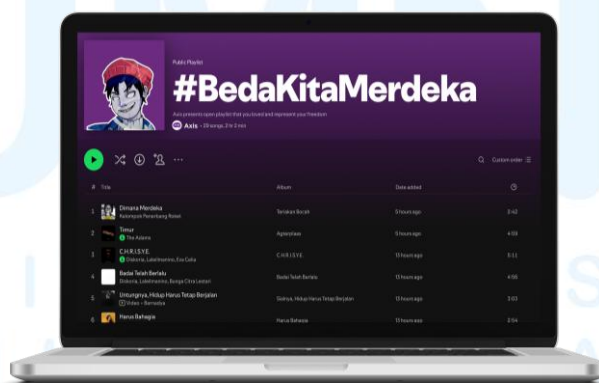 Public Playlist
#BedaKitaMerdeka
Axis presents open playlist that you loved and represent your freedom
Axis • 29 songs, 2 hr 2 min
Custom order
# Title Album Date added
1 Dimana Merdeka Teriakan Bocah 5 hours ago 2:42
Kelompok Penerbang Roket
2 Timur Agterplaas 5 hours ago 4:59
The Adams
3 C.H.R.I.S.Y.E. C.H.R.I.S.Y.E. 13 hours ago 3:11
Diskoria, Laleilmanino, Eva Celia
4 Badai Telah Berlalu Badai Telah Berlalu 13 hours ago 4:56
Diskoria, Laleilmanino, Bunga Citra Lestari
5 Untungnya, Hidup Harus Tetap Berjalan Sialnya, Hidup Harus Tetap Berjalan 13 hours ago 3:03
Video • Bernadya
6 Harus Bahagia Harus Bahagia 13 hours ago 2:54